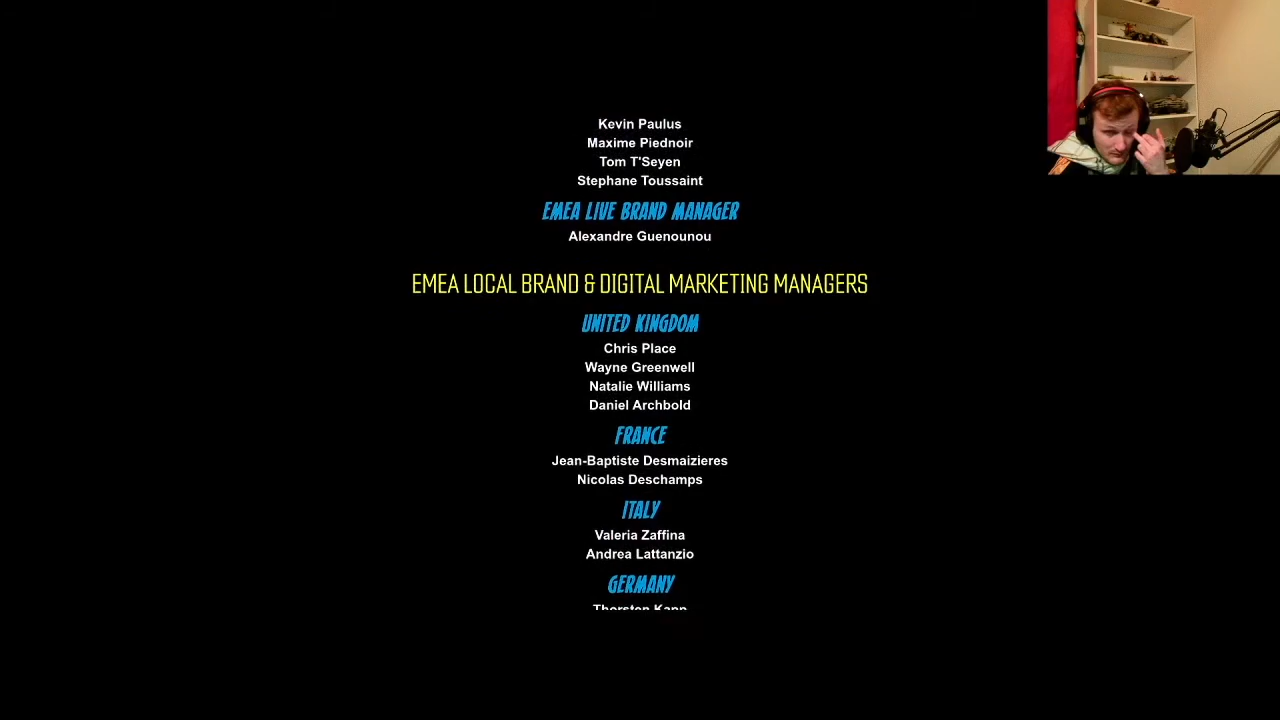 Kevin Paulus
Maxime Piednoir
Tom T'Seyen
Stephane Toussaint
EMEA LIVE BRAND MANAGER
Alexandre Guenounou
EMEA LOCAL BRAND & DIGITAL MARKETING MANAGERS
UNITED KINGDOM
Chris Place
Wayne Greenwell
Natalie Williams
Daniel Archbold
FRANCE
Jean-Baptiste Desmaizieres
Nicolas Deschamps
ITALY
Valeria Zaffina
Andrea Lattanzio
GERMANY
Thorsten Kapp